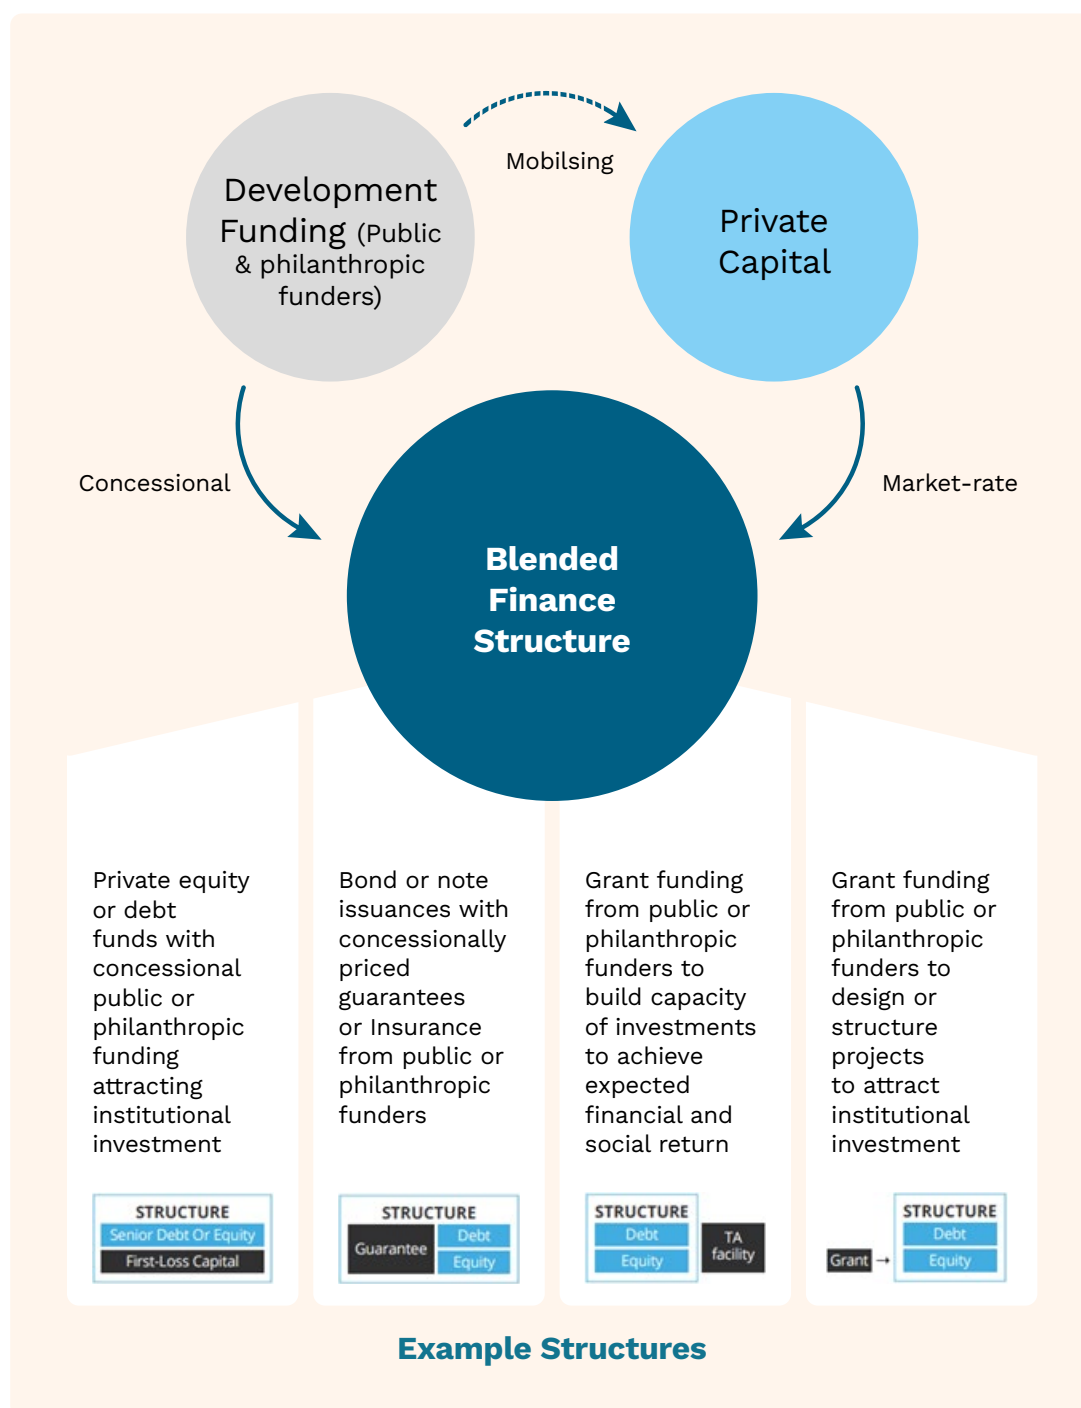 Mobilsing
Development
Funding (Public
& philanthropic
funders)
Private
Capital
Concessional
Market-rate
Blended
Finance
Structure
Private equity
or debt
funds with
concessional
public or
philanthropic
funding
attracting
institutional
investment
STRUCTURE
Senior Debt Or Equity
First-Loss Capital
Bond or note
issuances with
concessionally
priced
guarantees
or Insurance
from public or
philanthropic
funders
STRUCTURE
Guarantee
Debt
Equity
Grant funding
from public or
philanthropic
funders to
build capacity
of investments
to achieve
expected
financial and
social return
STRUCTURE
Debt
Equity
TA
facility
Grant funding
from public or
philanthropic
funders to
design or
structure
projects
to attract
institutional
investment
Grant →
STRUCTURE
Debt
Equity
Example Structures